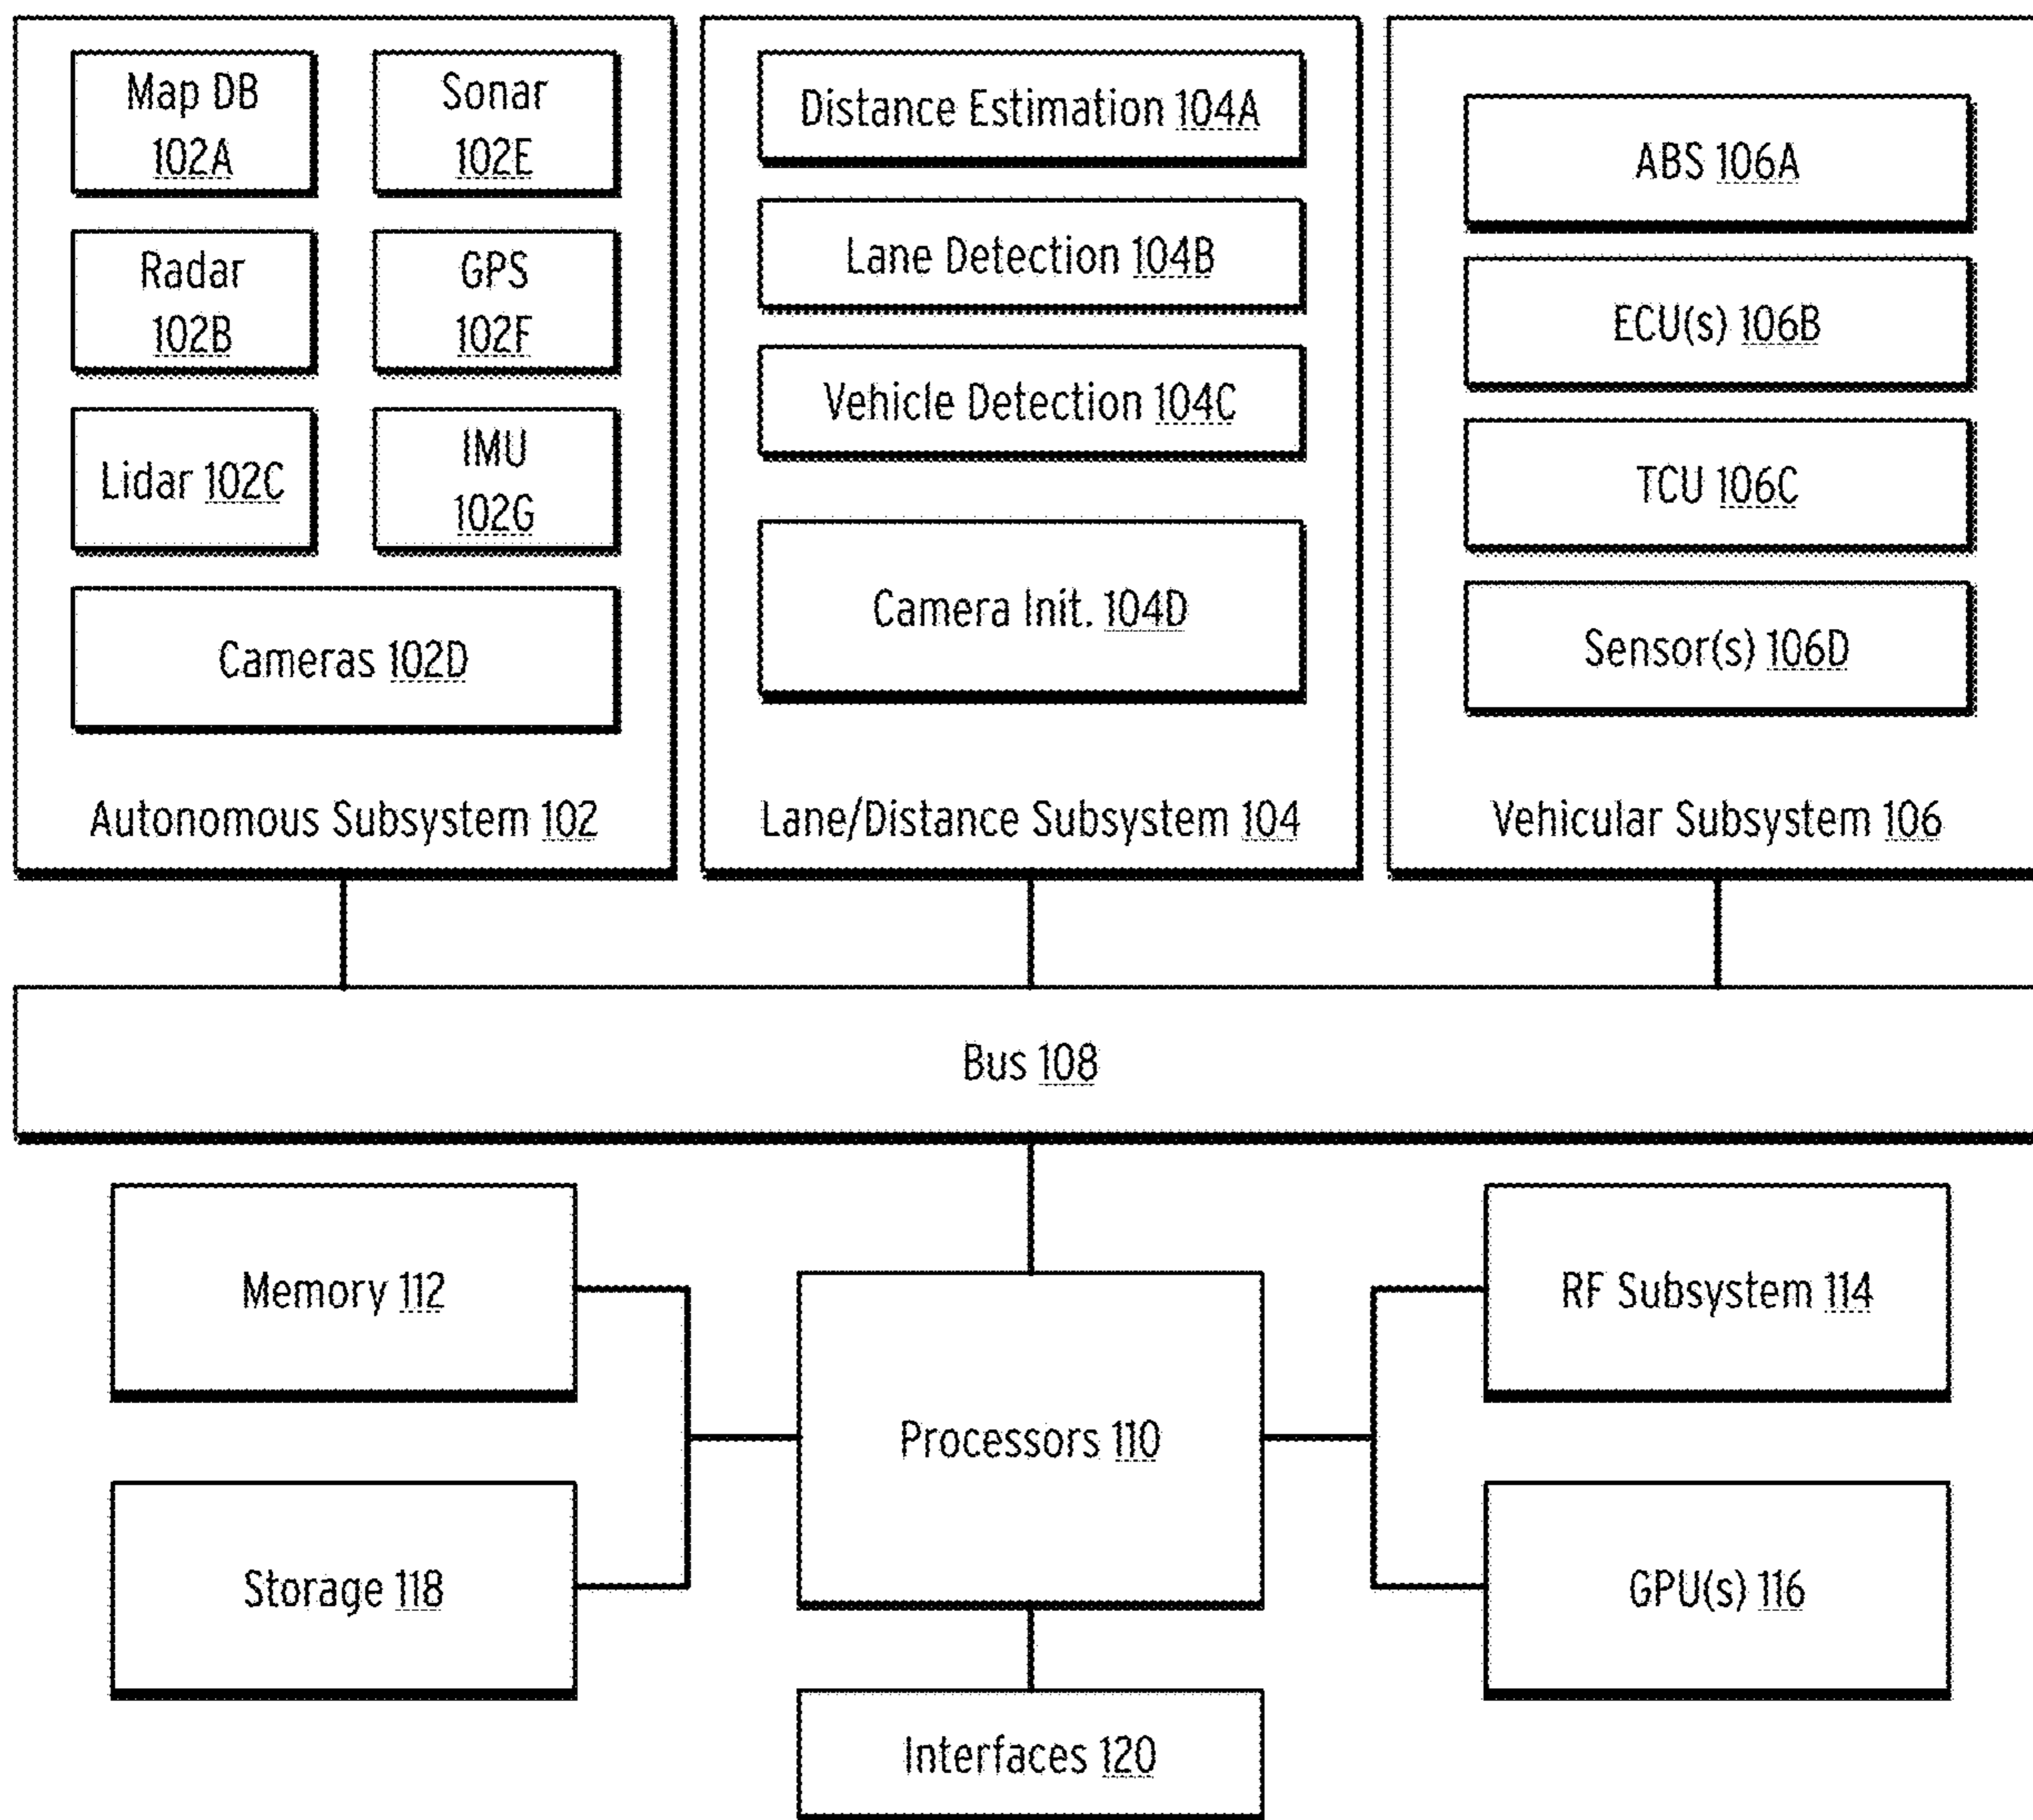 Map DB
102A
Sonar
102E
Radar
102B
GPS
102F
Lidar 102C
IMU
102G
Cameras 102D
Autonomous Subsystem 102
Distance Estimation 104A
Lane Detection 104B
Vehicle Detection 104C
Camera Init. 104D
Lane/Distance Subsystem 104
ABS 106A
ECU(s) 106B
TCU 106C
Sensor(s) 106D
Vehicular Subsystem 106
Bus 108
Memory 112
Storage 118
Processors 110
RF Subsystem 114
GPU(s) 116
Interfaces 120